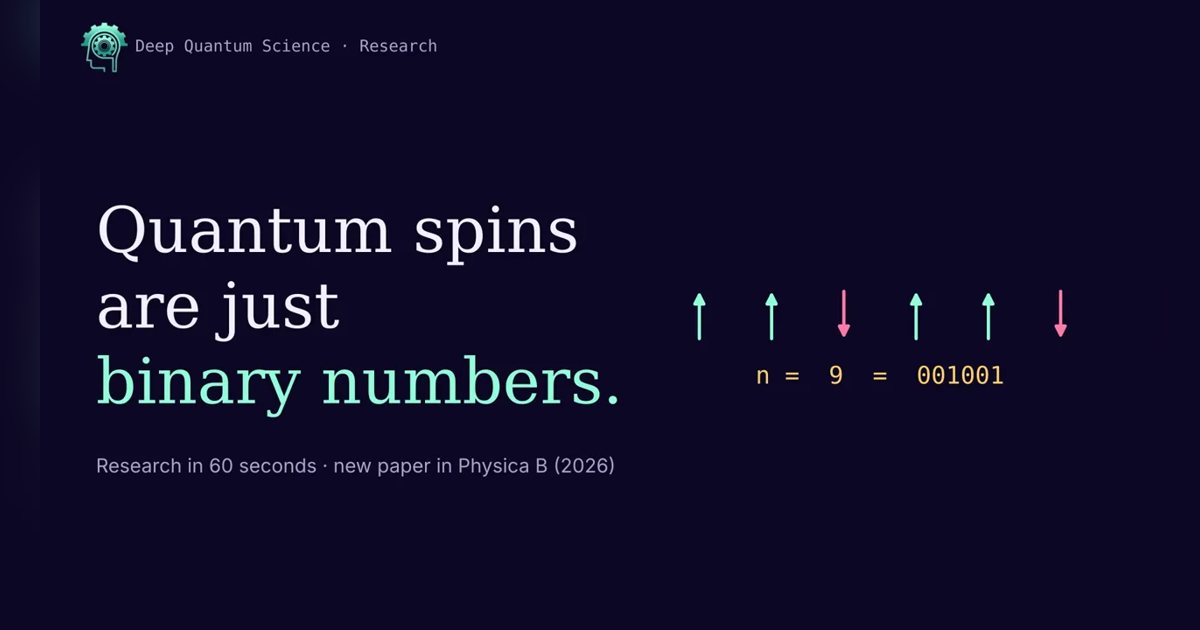 Deep Quantum Science · Research
Quantum spins
are just
binary numbers.
n = 9 = 001001
Research in 60 seconds · new paper in Physica B (2026)